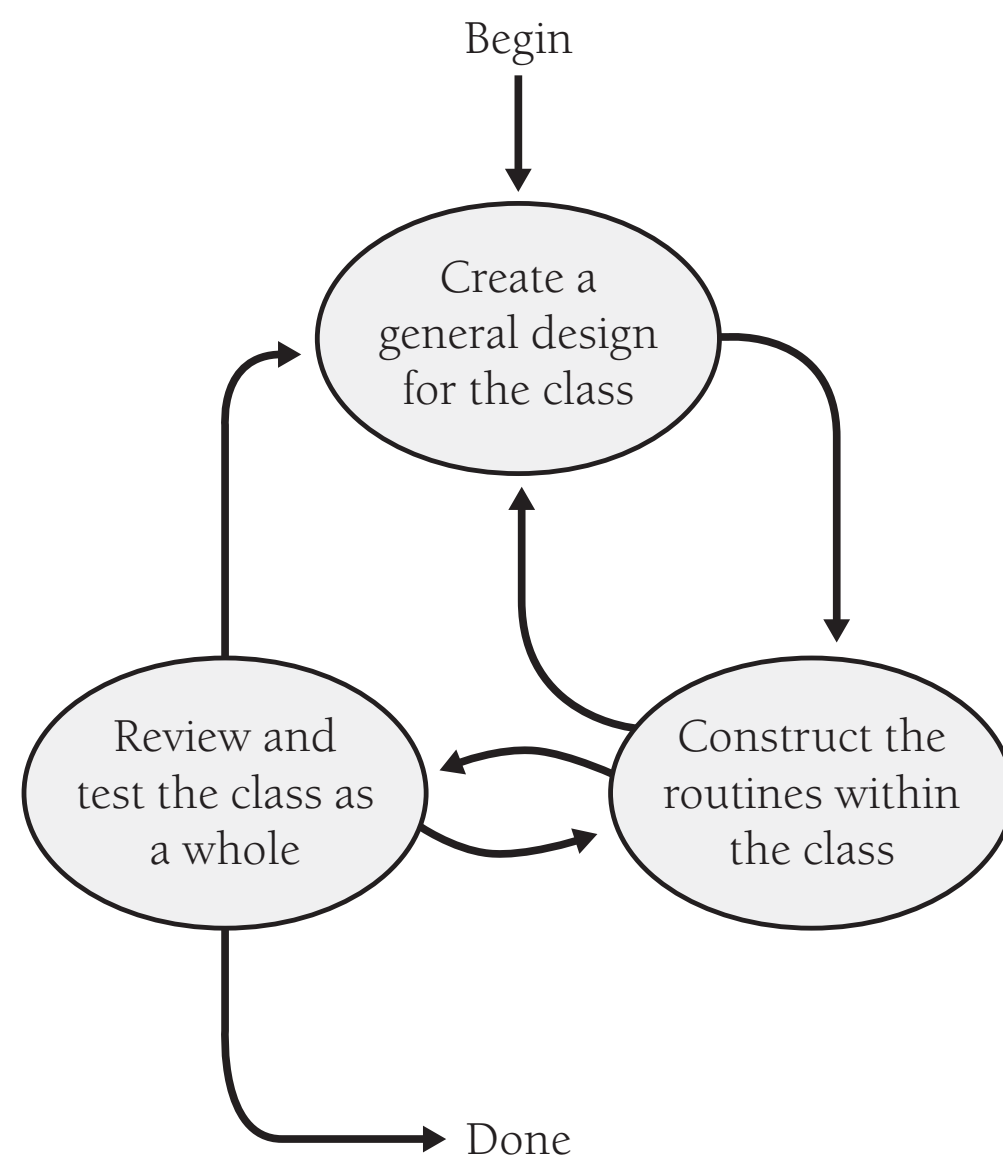 Begin
Create a
general design
for the class
Review and
test the class as
a whole
Construct the
routines within
the class
Done